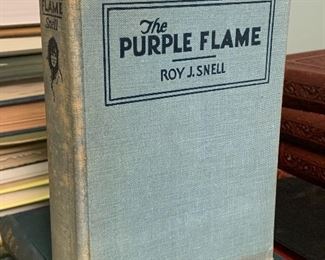 FLAME
Snell
The
PURPLE FLAME
ROY J. SNELL